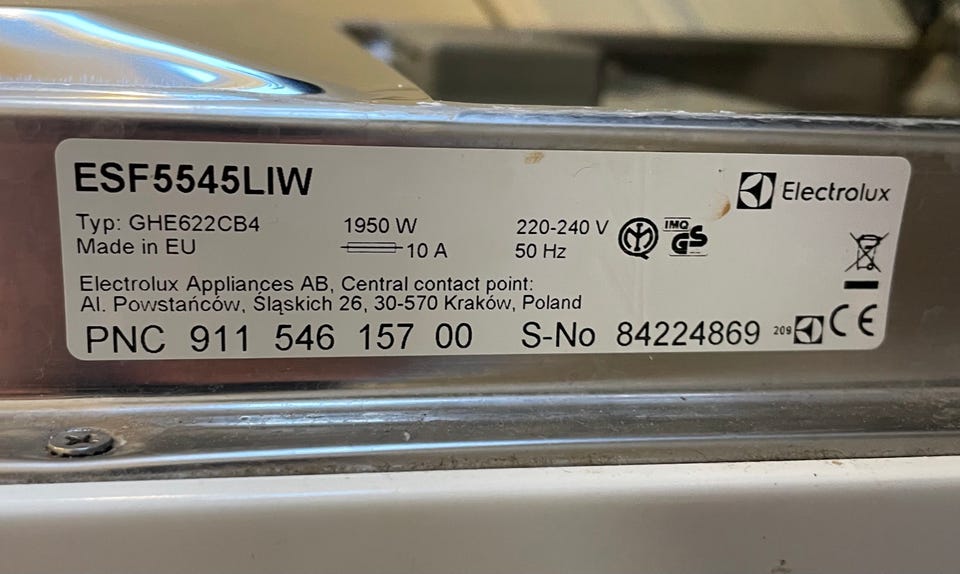 ESF5545LIW
Electrolux
Typ: GHE622CB4 1950 W 220-240 V IMQ
Made in EU 10 A 50 Hz GS
Electrolux Appliances AB, Central contact point:
Al. Powstańców, Śląskich 26, 30-570 Kraków, Poland
PNC 911 546 157 00 S-No 84224869 209 CE